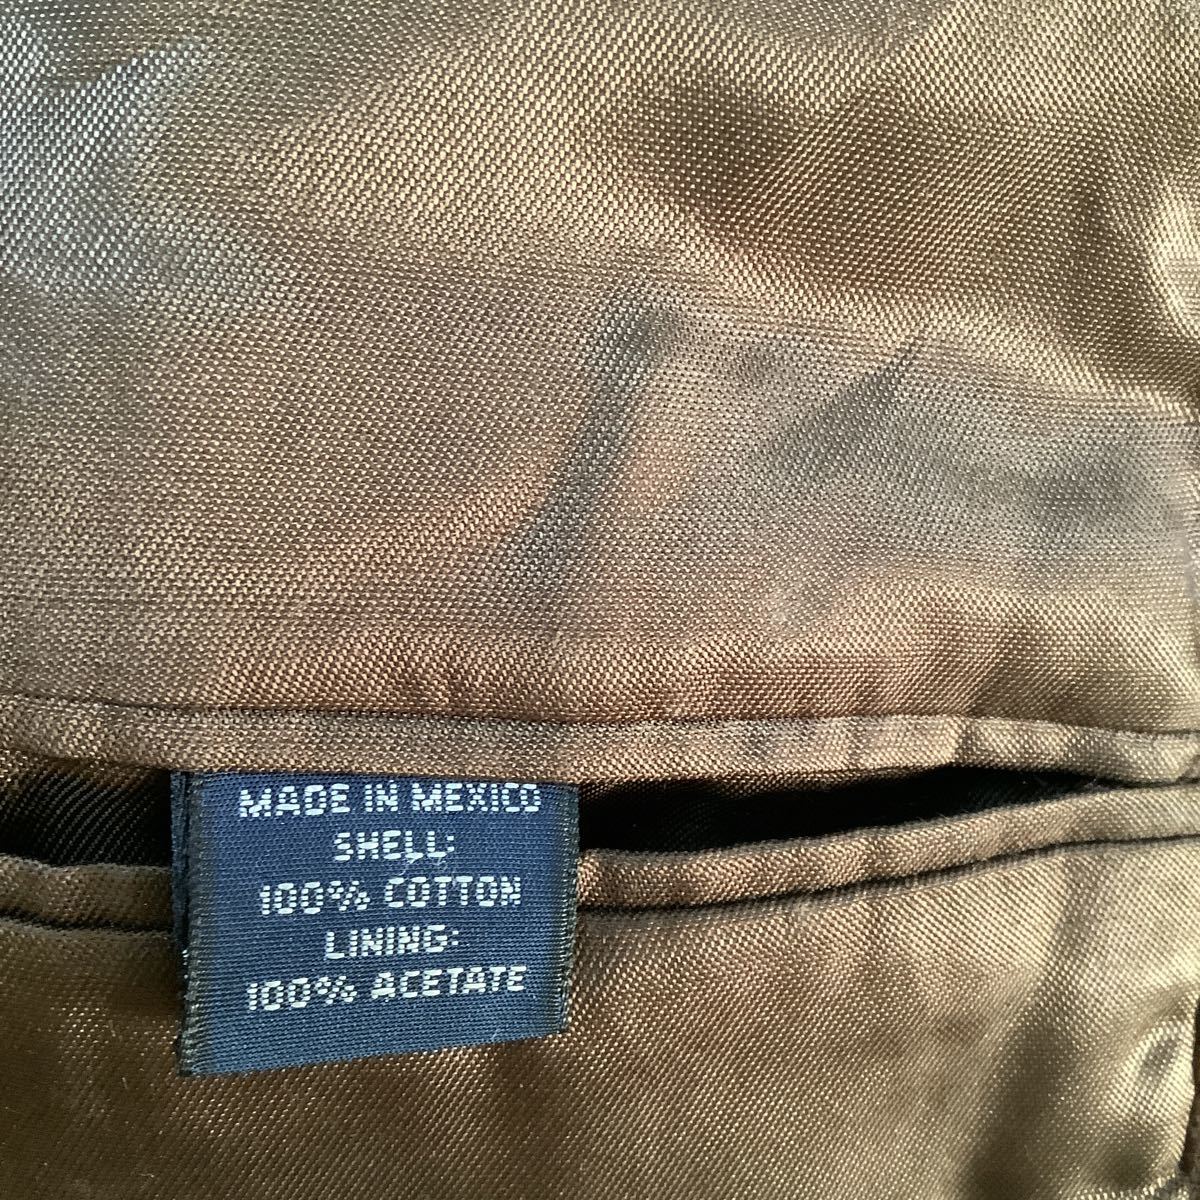 MADE IN MEXICO
SHELL:
100% COTTON
LINING:
100% ACETATE